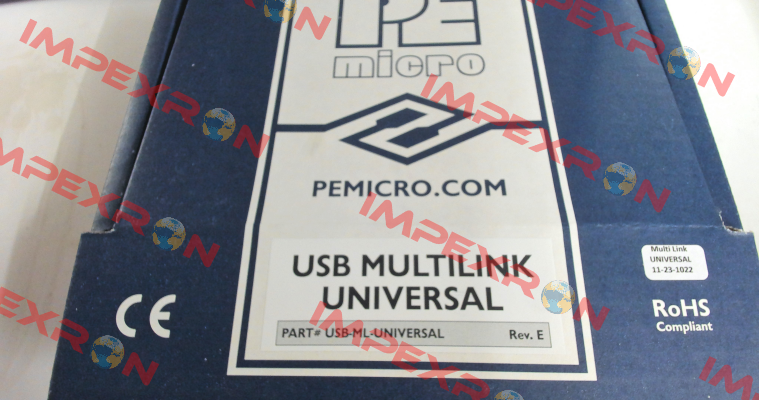 PE
micro
PEMICRO.COM
USB MULTILINK
UNIVERSAL
PART# USB-ML-UNIVERSAL Rev. E
CE
Multi Link
UNIVERSAL
11-23-1022
RoHS
Compliant
IMPEXRON
IMPEXRON
IMPEXRON
IMPEXRON
IMPEXRON
IMPEXRON